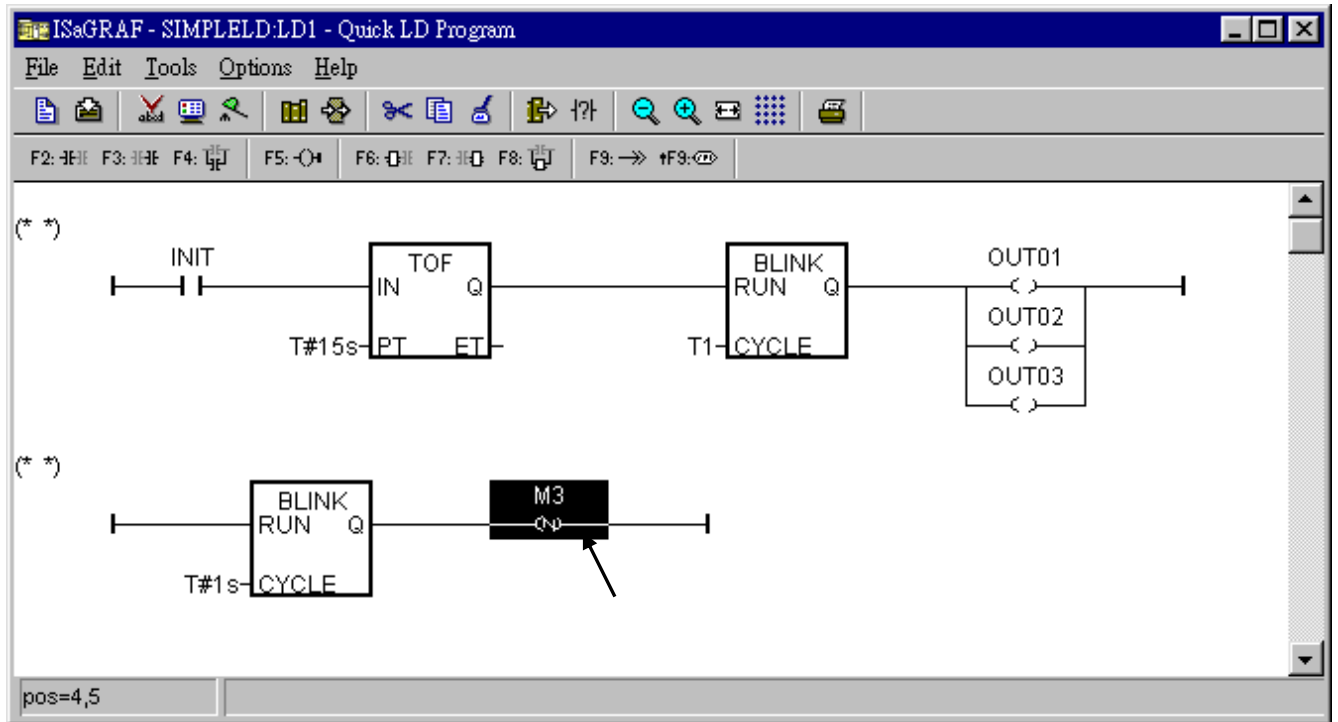 ISaGRAF - SIMPLELD:LD1 - Quick LD Program
File Edit Tools Options Help
F2: F3: F4: F5: F6: F7: F8: F9: F9:
(* *)
INIT
TOF
IN Q
T#15s PT ET
BLINK
RUN Q
T1 CYCLE
OUT01
OUT02
OUT03
(* *)
BLINK
RUN Q
T#1s CYCLE
M3
(N)
pos=4,5